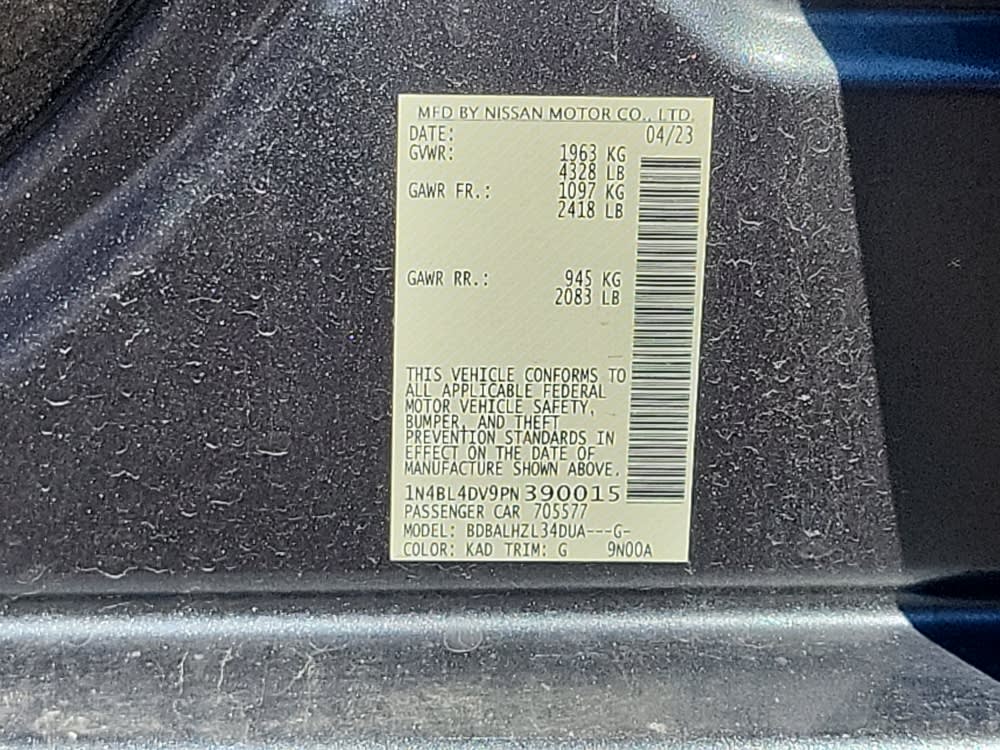 MFD BY NISSAN MOTOR CO., LTD
DATE: 04/23
GVWR: 1963 KG
4328 LB
GAWR FR.: 1097 KG
2418 LB
GAWR RR.: 945 KG
2083 LB
THIS VEHICLE CONFORMS TO
ALL APPLICABLE FEDERAL
MOTOR VEHICLE SAFETY,
BUMPER, AND THEFT
PREVENTION STANDARDS IN
EFFECT ON THE DATE OF
MANUFACTURE SHOWN ABOVE.
1N4BL4DV9PN390015
PASSENGER CAR 705577
MODEL: BDBALHZL34DUA---G-
COLOR: KAD TRIM: G 9N00A